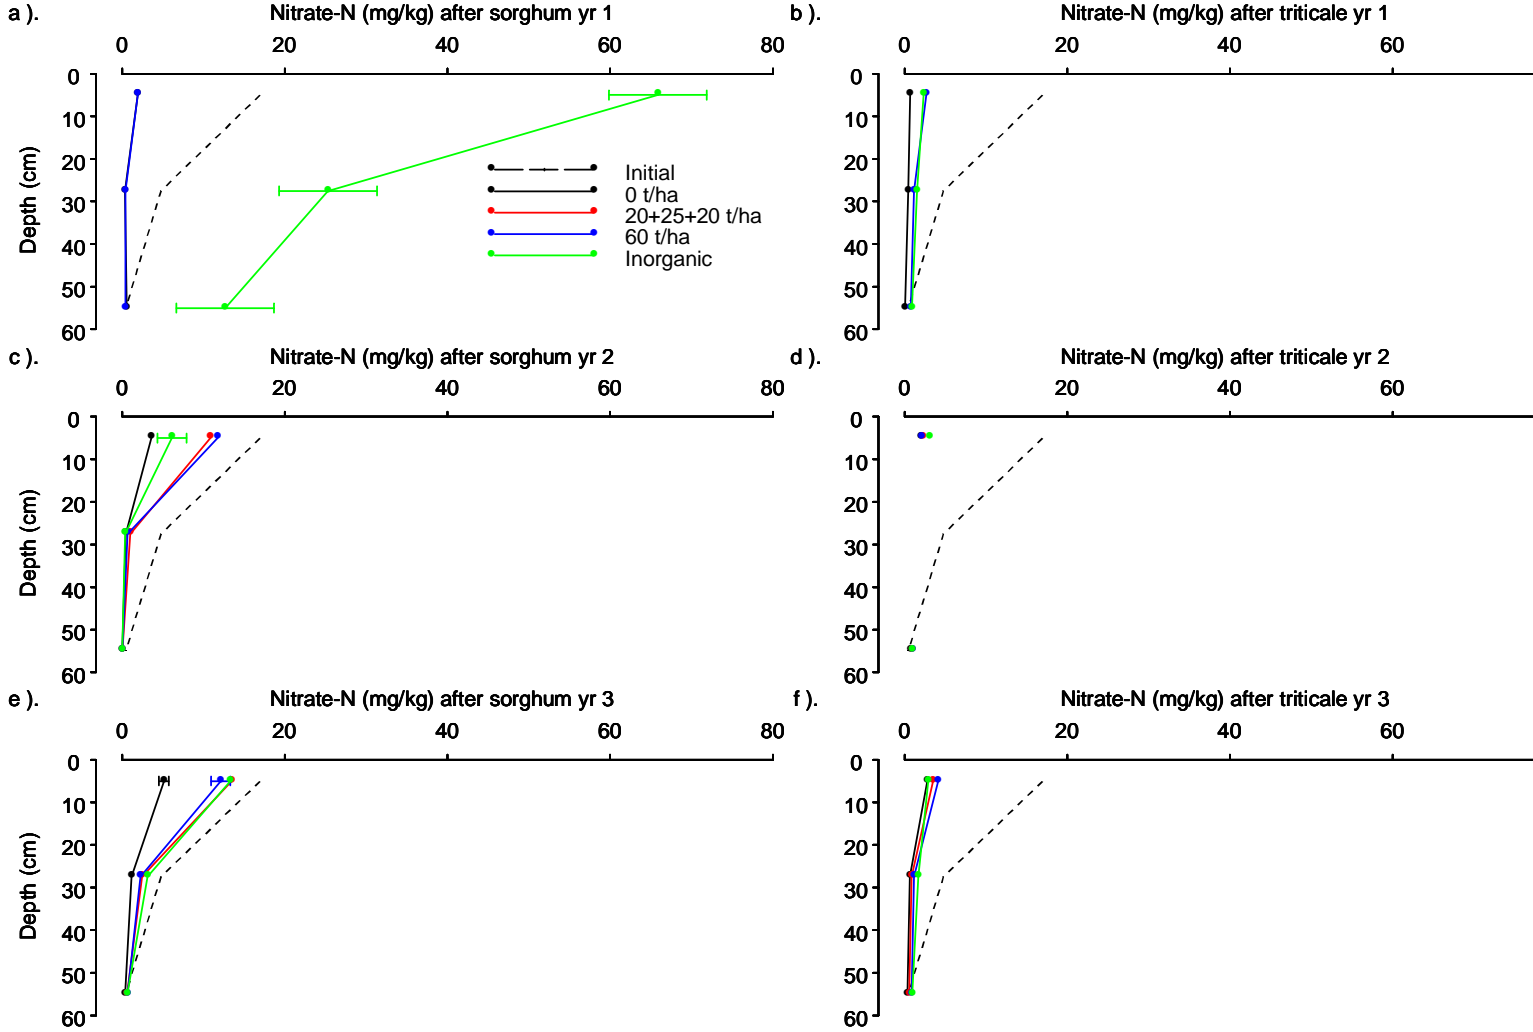 a ). Nitrate-N (mg/kg) after sorghum yr 1
0 20 40 60 80
0
10
20
30
40
50
60
Depth (cm)
Initial
0 t/ha
20+25+20 t/ha
60 t/ha
Inorganic
b ). Nitrate-N (mg/kg) after triticale yr 1
0 20 40 60
0
10
20
30
40
50
60
c ). Nitrate-N (mg/kg) after sorghum yr 2
0 20 40 60 80
0
10
20
30
40
50
60
Depth (cm)
d ). Nitrate-N (mg/kg) after triticale yr 2
0 20 40 60
0
10
20
30
40
50
60
e ). Nitrate-N (mg/kg) after sorghum yr 3
0 20 40 60 80
0
10
20
30
40
50
60
Depth (cm)
f ). Nitrate-N (mg/kg) after triticale yr 3
0 20 40 60
0
10
20
30
40
50
60